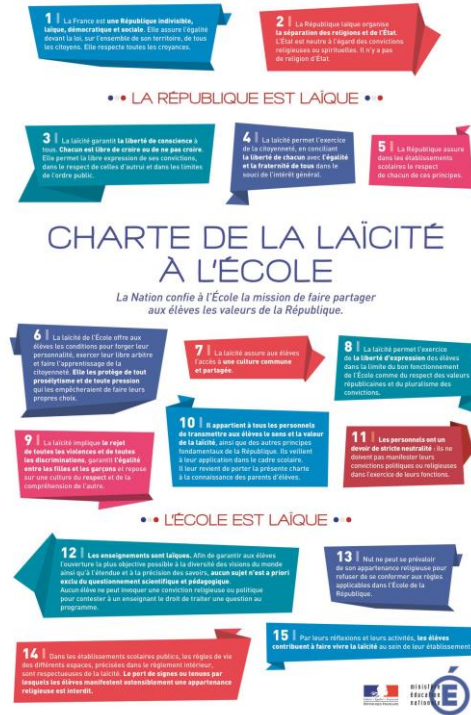 1 | La France est une République indivisible,
laïque, démocratique et sociale. Elle assure l'égalité
devant la loi, sur l'ensemble de son territoire, de tous
les citoyens. Elle respecte toutes les croyances.
2 | La République laïque organise
la séparation des religions et de l'État.
L'État est neutre à l'égard des convictions
religieuses ou spirituelles. Il n'y a pas
de religion d'État.
LA RÉPUBLIQUE EST LAÏQUE
3 | La laïcité garantit la liberté de conscience à
tous. Chacun est libre de croire ou de ne pas croire.
Elle permet la libre expression de ses convictions,
dans le respect de celles d'autrui et dans les limites
de l'ordre public.
4 | La laïcité permet l'exercice
de la citoyenneté, en conciliant
la liberté de chacun avec l'égalité
et la fraternité de tous dans le
souci de l'intérêt général.
5 | La République assure
dans les établissements
scolaires le respect
de chacun de ces principes.
CHARTE DE LA LAÏCITÉ
À L'ÉCOLE
La Nation confie à l'École la mission de faire partager
aux élèves les valeurs de la République.
6 | La laïcité de l'École offre aux
élèves les conditions pour forger leur
personnalité, exercer leur libre arbitre
et faire l'apprentissage de la
citoyenneté. Elle les protège de tout
prosélytisme et de toute pression
qui les empêcheraient de faire leurs
propres choix.
7 | La laïcité assure aux élèves
l'accès à une culture commune
et partagée.
8 | La laïcité permet l'exercice
de la liberté d'expression des élèves
dans la limite du bon fonctionnement
de l'École comme du respect des valeurs
républicaines et du pluralisme des
convictions.
9 | La laïcité implique le rejet
de toutes les violences et de toutes
les discriminations, garantit l'égalité
entre les filles et les garçons et repose
sur une culture du respect et de la
compréhension de l'autre.
10 | Il appartient à tous les personnels
de transmettre aux élèves le sens et la valeur
de la laïcité, ainsi que des autres principes
fondamentaux de la République. Ils veillent
à leur application dans le cadre scolaire.
Il leur revient de porter la présente charte
à la connaissance des parents d'élèves.
11 | Les personnels ont un
devoir de stricte neutralité : ils ne
doivent pas manifester leurs
convictions politiques ou religieuses
dans l'exercice de leurs fonctions.
L'ÉCOLE EST LAÏQUE
12 | Les enseignements sont laïques. Afin de garantir aux élèves
l'ouverture la plus objective possible à la diversité des visions du monde
ainsi qu'à l'étendue et à la précision des savoirs, aucun sujet n'est a priori
exclu du questionnement scientifique et pédagogique.
Aucun élève ne peut invoquer une conviction religieuse ou politique
pour contester à un enseignant le droit de traiter une question au
programme.
13 | Nul ne peut se prévaloir
de son appartenance religieuse pour
refuser de se conformer aux règles
applicables dans l'École de la
République.
14 | Dans les établissements scolaires publics, les règles de vie
des différents espaces, précisées dans le règlement intérieur,
sont respectueuses de la laïcité. Le port de signes ou tenues par
lesquels les élèves manifestent ostensiblement une appartenance
religieuse est interdit.
15 | Par leurs réflexions et leurs activités, les élèves
contribuent à faire vivre la laïcité au sein de leur établissement.
ministère
éducation
nationale
É